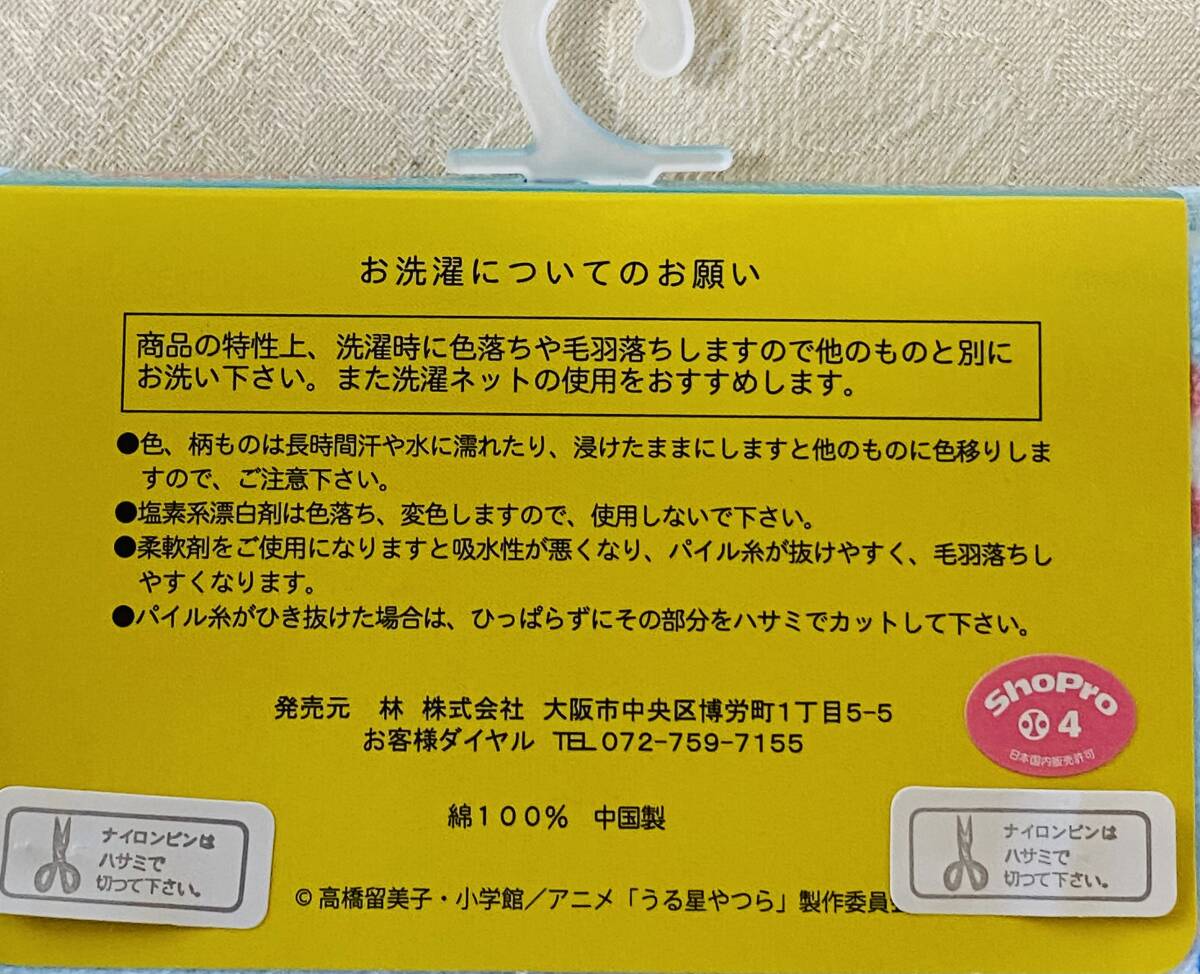 お洗濯についてのお願い
商品の特性上、洗濯時に色落ちや毛羽落ちしますので他のものと別に
お洗い下さい。また洗濯ネットの使用をおすすめします。
●色、柄ものは長時間汗や水に濡れたり、浸けたままにしますと他のものに色移りしま
すので、ご注意下さい。
●塩素系漂白剤は色落ち、変色しますので、使用しないで下さい。
●柔軟剤をご使用になりますと吸水性が悪くなり、パイル糸が抜けやすく、毛羽落ちし
やすくなります。
●パイル糸がひき抜けた場合は、ひっぱらずにその部分をハサミでカットして下さい。
発売元 林 株式会社 大阪市中央区博労町1丁目5-5
お客様ダイヤル TEL072-759-7155
ShoPro
4
日本国内販売許可
綿100% 中国製
ナイロンピンは
ハサミで
切つて下さい。
ナイロンピンは
ハサミで
切つて下さい。
©高橋留美子・小学館/アニメ「うる星やつら」製作委員